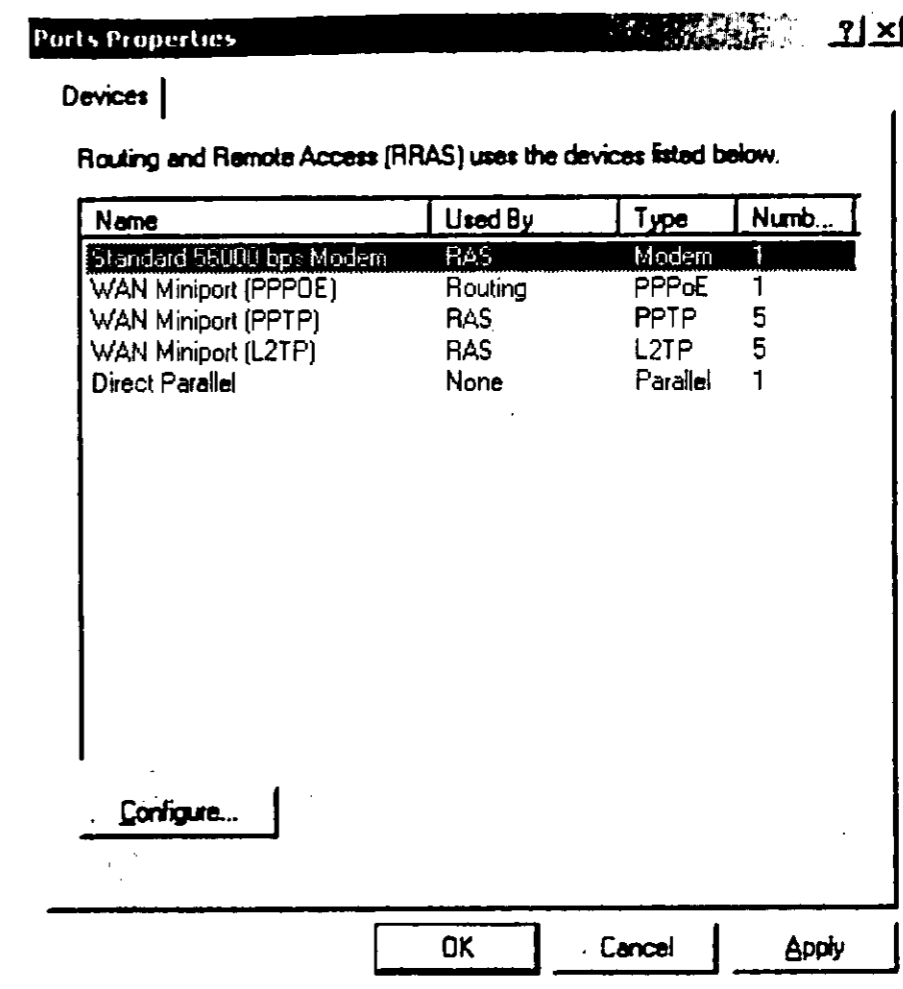 Ports Properties ? ×
Devices
Routing and Remote Access (RRAS) uses the devices listed below.
Name Used By Type Numb...
Standard 56000 bps Modem RAS Modem 1
WAN Miniport (PPPOE) Routing PPPoE 1
WAN Miniport (PPTP) RAS PPTP 5
WAN Miniport (L2TP) RAS L2TP 5
Direct Parallel None Parallel 1
Configure...
OK Cancel Apply